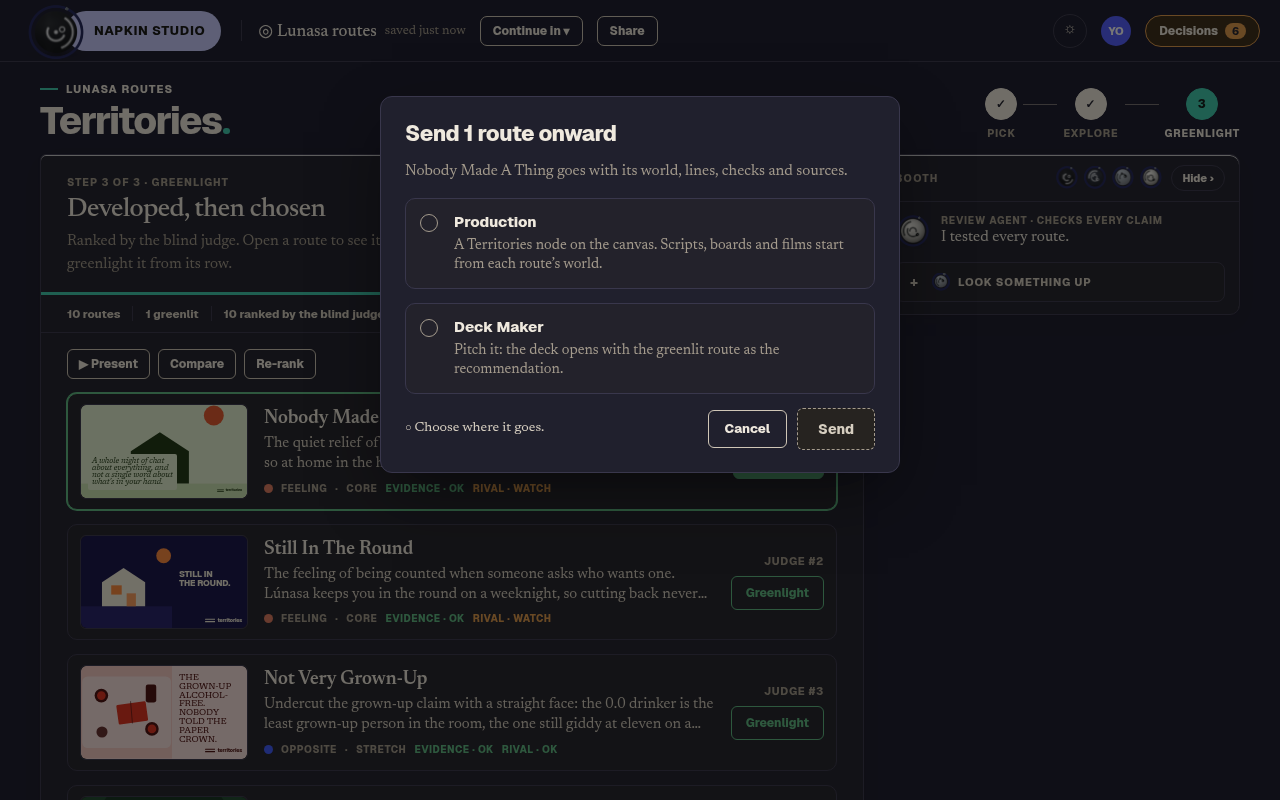 NAPKIN STUDIO
◎ Lunasa routes saved just now
Continue in ▾
Share
YO
Decisions 6
LUNASA ROUTES
Territories.
✓
✓
3
PICK
EXPLORE
GREENLIGHT
STEP 3 OF 3 · GREENLIGHT
Developed, then chosen
Ranked by the blind judge. Open a route to see it
greenlight it from its row.
10 routes
1 greenlit
10 ranked by the blind judge
▶ Present
Compare
Re-rank
Send 1 route onward
Nobody Made A Thing goes with its world, lines, checks and sources.
Production
A Territories node on the canvas. Scripts, boards and films start
from each route's world.
Deck Maker
Pitch it: the deck opens with the greenlit route as the
recommendation.
○ Choose where it goes.
Cancel
Send
BOOTH
Hide ›
REVIEW AGENT · CHECKS EVERY CLAIM
I tested every route.
+ LOOK SOMETHING UP
A whole night of chat
about everything, and
not a single word about
what's in your hand.
territories
Nobody Made
The quiet relief of
so at home in the
FEELING · CORE EVIDENCE · OK RIVAL · WATCH
STILL IN
THE ROUND.
territories
Still In The Round
The feeling of being counted when someone asks who wants one.
Lúnasa keeps you in the round on a weeknight, so cutting back never…
FEELING · CORE EVIDENCE · OK RIVAL · WATCH
JUDGE #2
Greenlight
THE
GROWN-UP
ALCOHOL-
FREE.
NOBODY
TOLD THE
PAPER
CROWN.
territories
Not Very Grown-Up
Undercut the grown-up claim with a straight face: the 0.0 drinker is the
least grown-up person in the room, the one still giddy at eleven on a…
OPPOSITE · STRETCH EVIDENCE · OK RIVAL · OK
JUDGE #3
Greenlight